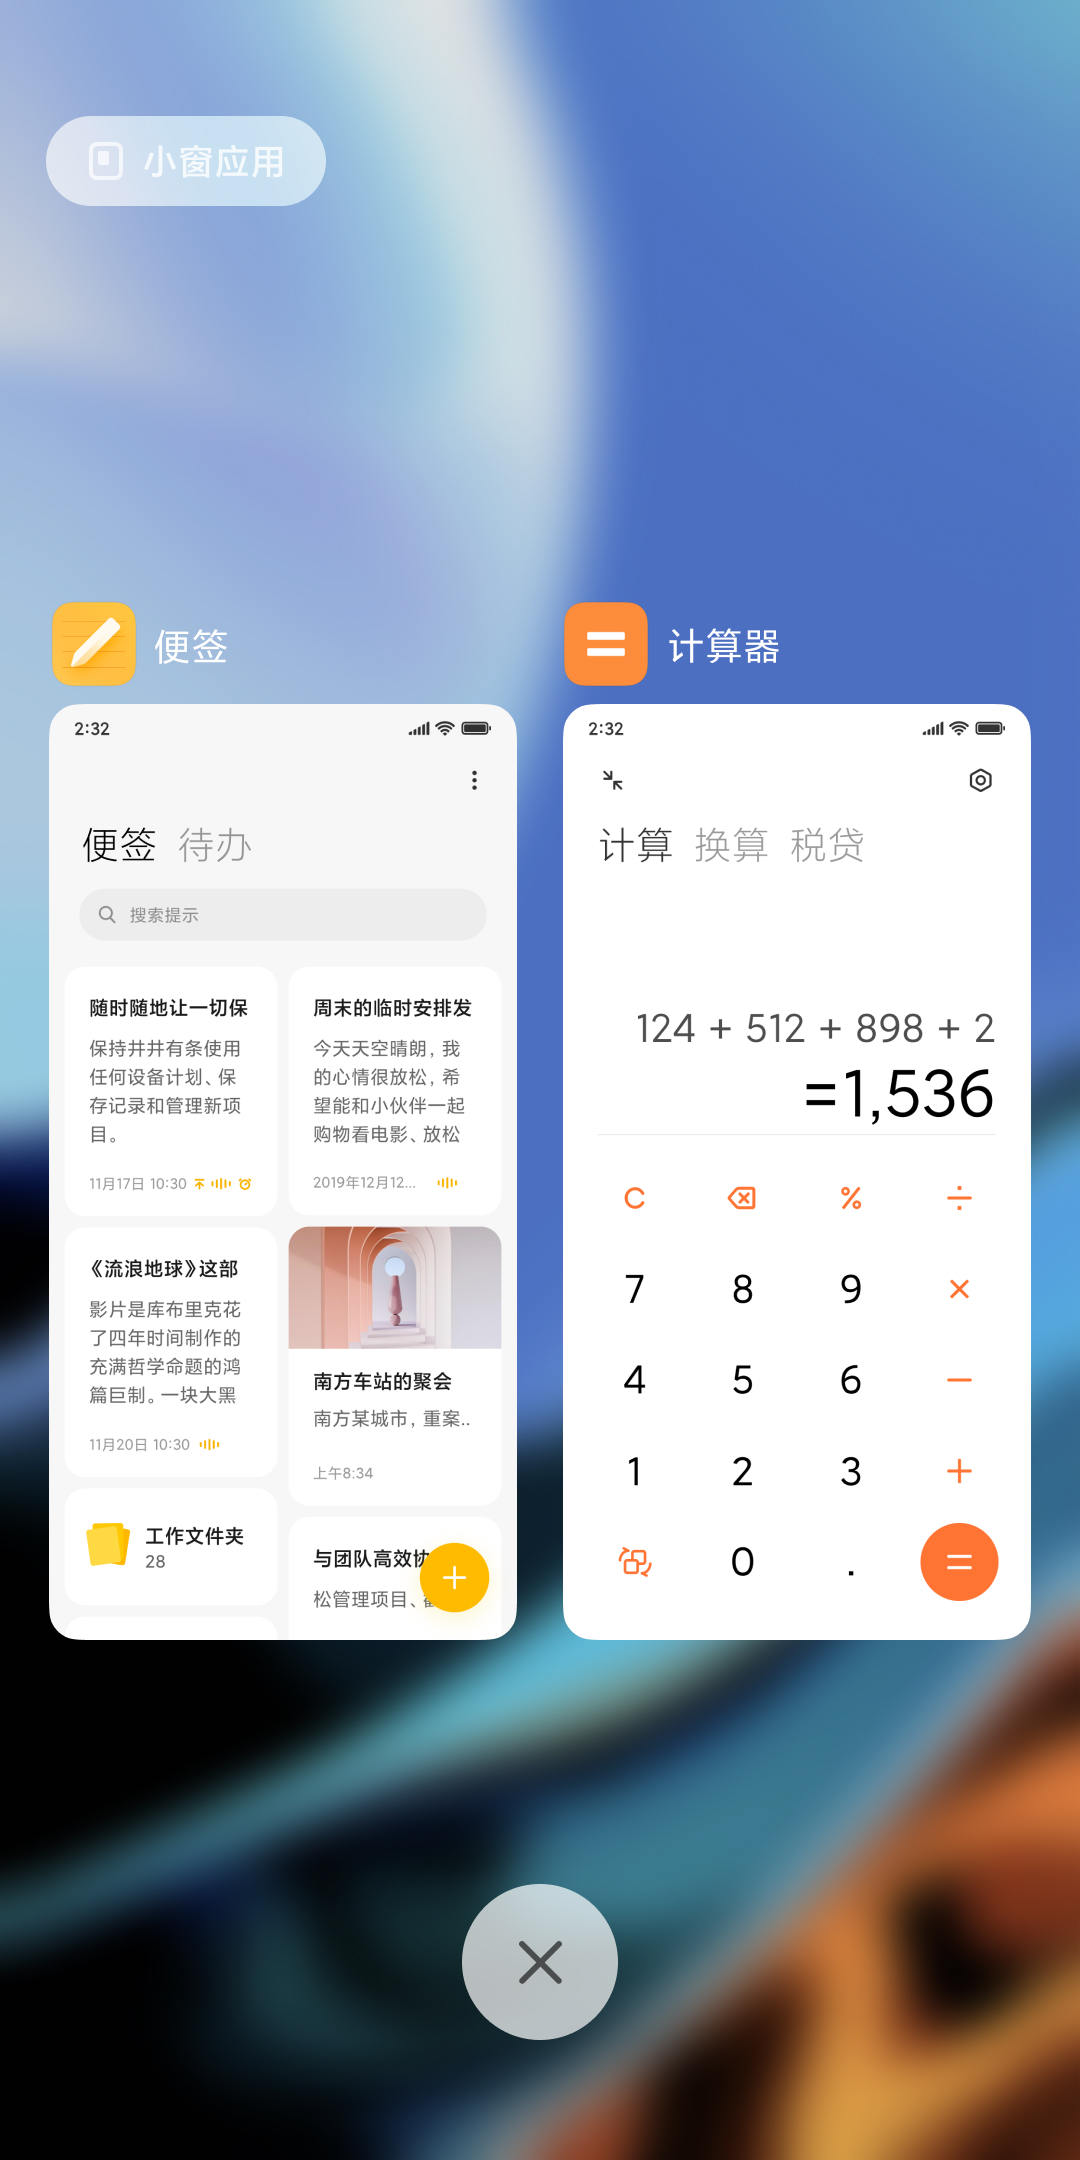 小窗应用
便签
2:32
便签 待办
搜索提示
随时随地让一切保
保持井井有条使用
任何设备计划、保
存记录和管理新项
目。
11月17日 10:30
《流浪地球》这部
影片是库布里克花
了四年时间制作的
充满哲学命题的鸿
篇巨制。一块大黑
11月20日 10:30
工作文件夹
28
周末的临时安排发
今天天空晴朗，我
的心情很放松，希
望能和小伙伴一起
购物看电影、放松
2019年12月12...
南方车站的聚会
南方某城市，重案..
上午8:34
与团队高效协
松管理项目、
+
计算器
2:32
计算 换算 税贷
124 + 512 + 898 + 2
=1,536
C % ÷
7 8 9 ×
4 5 6 −
1 2 3 +
0 . =